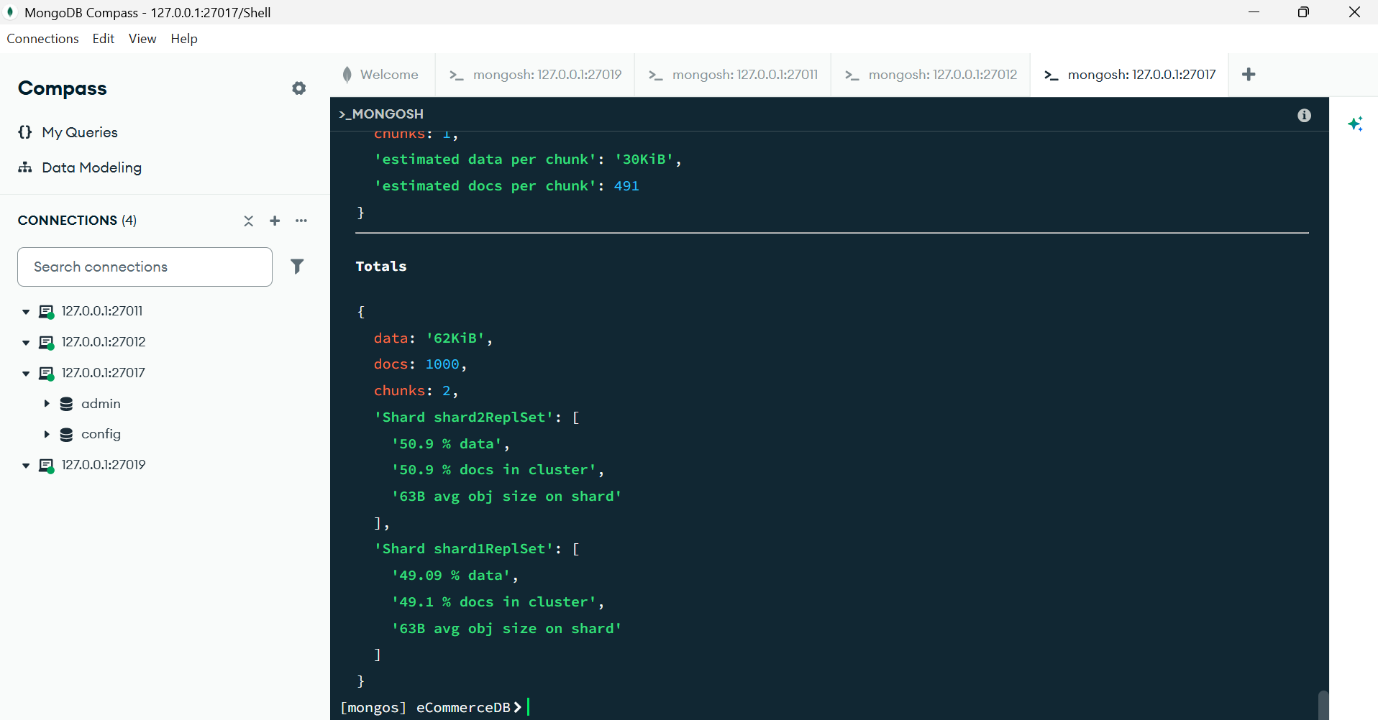 MongoDB Compass - 127.0.0.1:27017/Shell
Connections Edit View Help
Compass
My Queries
Data Modeling
CONNECTIONS (4)
Search connections
127.0.0.1:27011
127.0.0.1:27012
127.0.0.1:27017
admin
config
127.0.0.1:27019
Welcome
>_ mongosh: 127.0.0.1:27019
>_ mongosh: 127.0.0.1:27011
>_ mongosh: 127.0.0.1:27012
>_ mongosh: 127.0.0.1:27017
>_MONGOSH
chunks: 1,
'estimated data per chunk': '30KiB',
'estimated docs per chunk': 491
}
Totals
{
data: '62KiB',
docs: 1000,
chunks: 2,
'Shard shard2ReplSet': [
'50.9 % data',
'50.9 % docs in cluster',
'63B avg obj size on shard'
],
'Shard shard1ReplSet': [
'49.09 % data',
'49.1 % docs in cluster',
'63B avg obj size on shard'
]
}
[mongos] eCommerceDB>